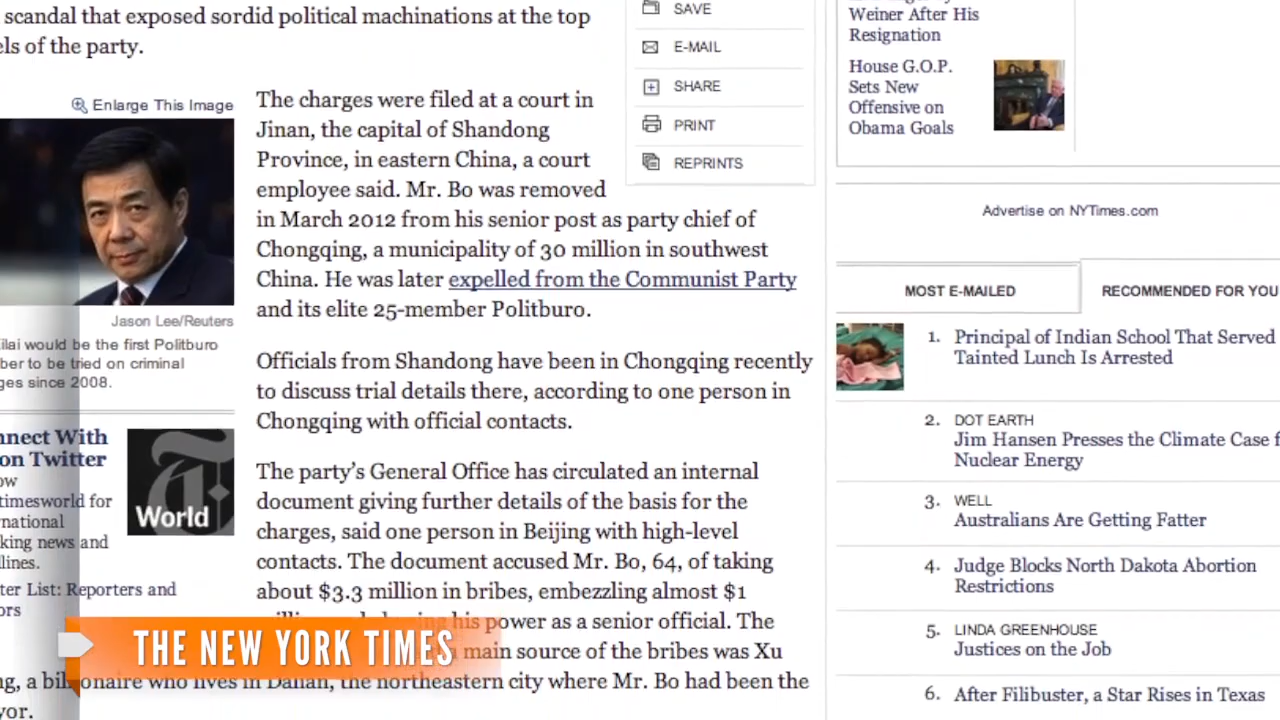 scandal that exposed sordid political machinations at the top
els of the party.
Enlarge This Image
Jason Lee/Reuters
ilai would be the first Politburo
ber to be tried on criminal
ges since 2008.
nnect With
on Twitter
ow
timesworld for
national
king news and
lines.
ter List: Reporters and
ors
World
The charges were filed at a court in
Jinan, the capital of Shandong
Province, in eastern China, a court
employee said. Mr. Bo was removed
in March 2012 from his senior post as party chief of
Chongqing, a municipality of 30 million in southwest
China. He was later expelled from the Communist Party
and its elite 25-member Politburo.
Officials from Shandong have been in Chongqing recently
to discuss trial details there, according to one person in
Chongqing with official contacts.
The party's General Office has circulated an internal
document giving further details of the basis for the
charges, said one person in Beijing with high-level
contacts. The document accused Mr. Bo, 64, of taking
about $3.3 million in bribes, embezzling almost $1
his power as a senior official. The
main source of the bribes was Xu
ng, a billionaire who lives in Dalian, the northeastern city where Mr. Bo had been the
yor.
THE NEW YORK TIMES
SAVE
E-MAIL
SHARE
PRINT
REPRINTS
Weiner After His
Resignation
House G.O.P.
Sets New
Offensive on
Obama Goals
Advertise on NYTimes.com
MOST E-MAILED
RECOMMENDED FOR YOU
1. Principal of Indian School That Served
Tainted Lunch Is Arrested
2. DOT EARTH
Jim Hansen Presses the Climate Case f
Nuclear Energy
3. WELL
Australians Are Getting Fatter
4. Judge Blocks North Dakota Abortion
Restrictions
5. LINDA GREENHOUSE
Justices on the Job
6. After Filibuster, a Star Rises in Texas